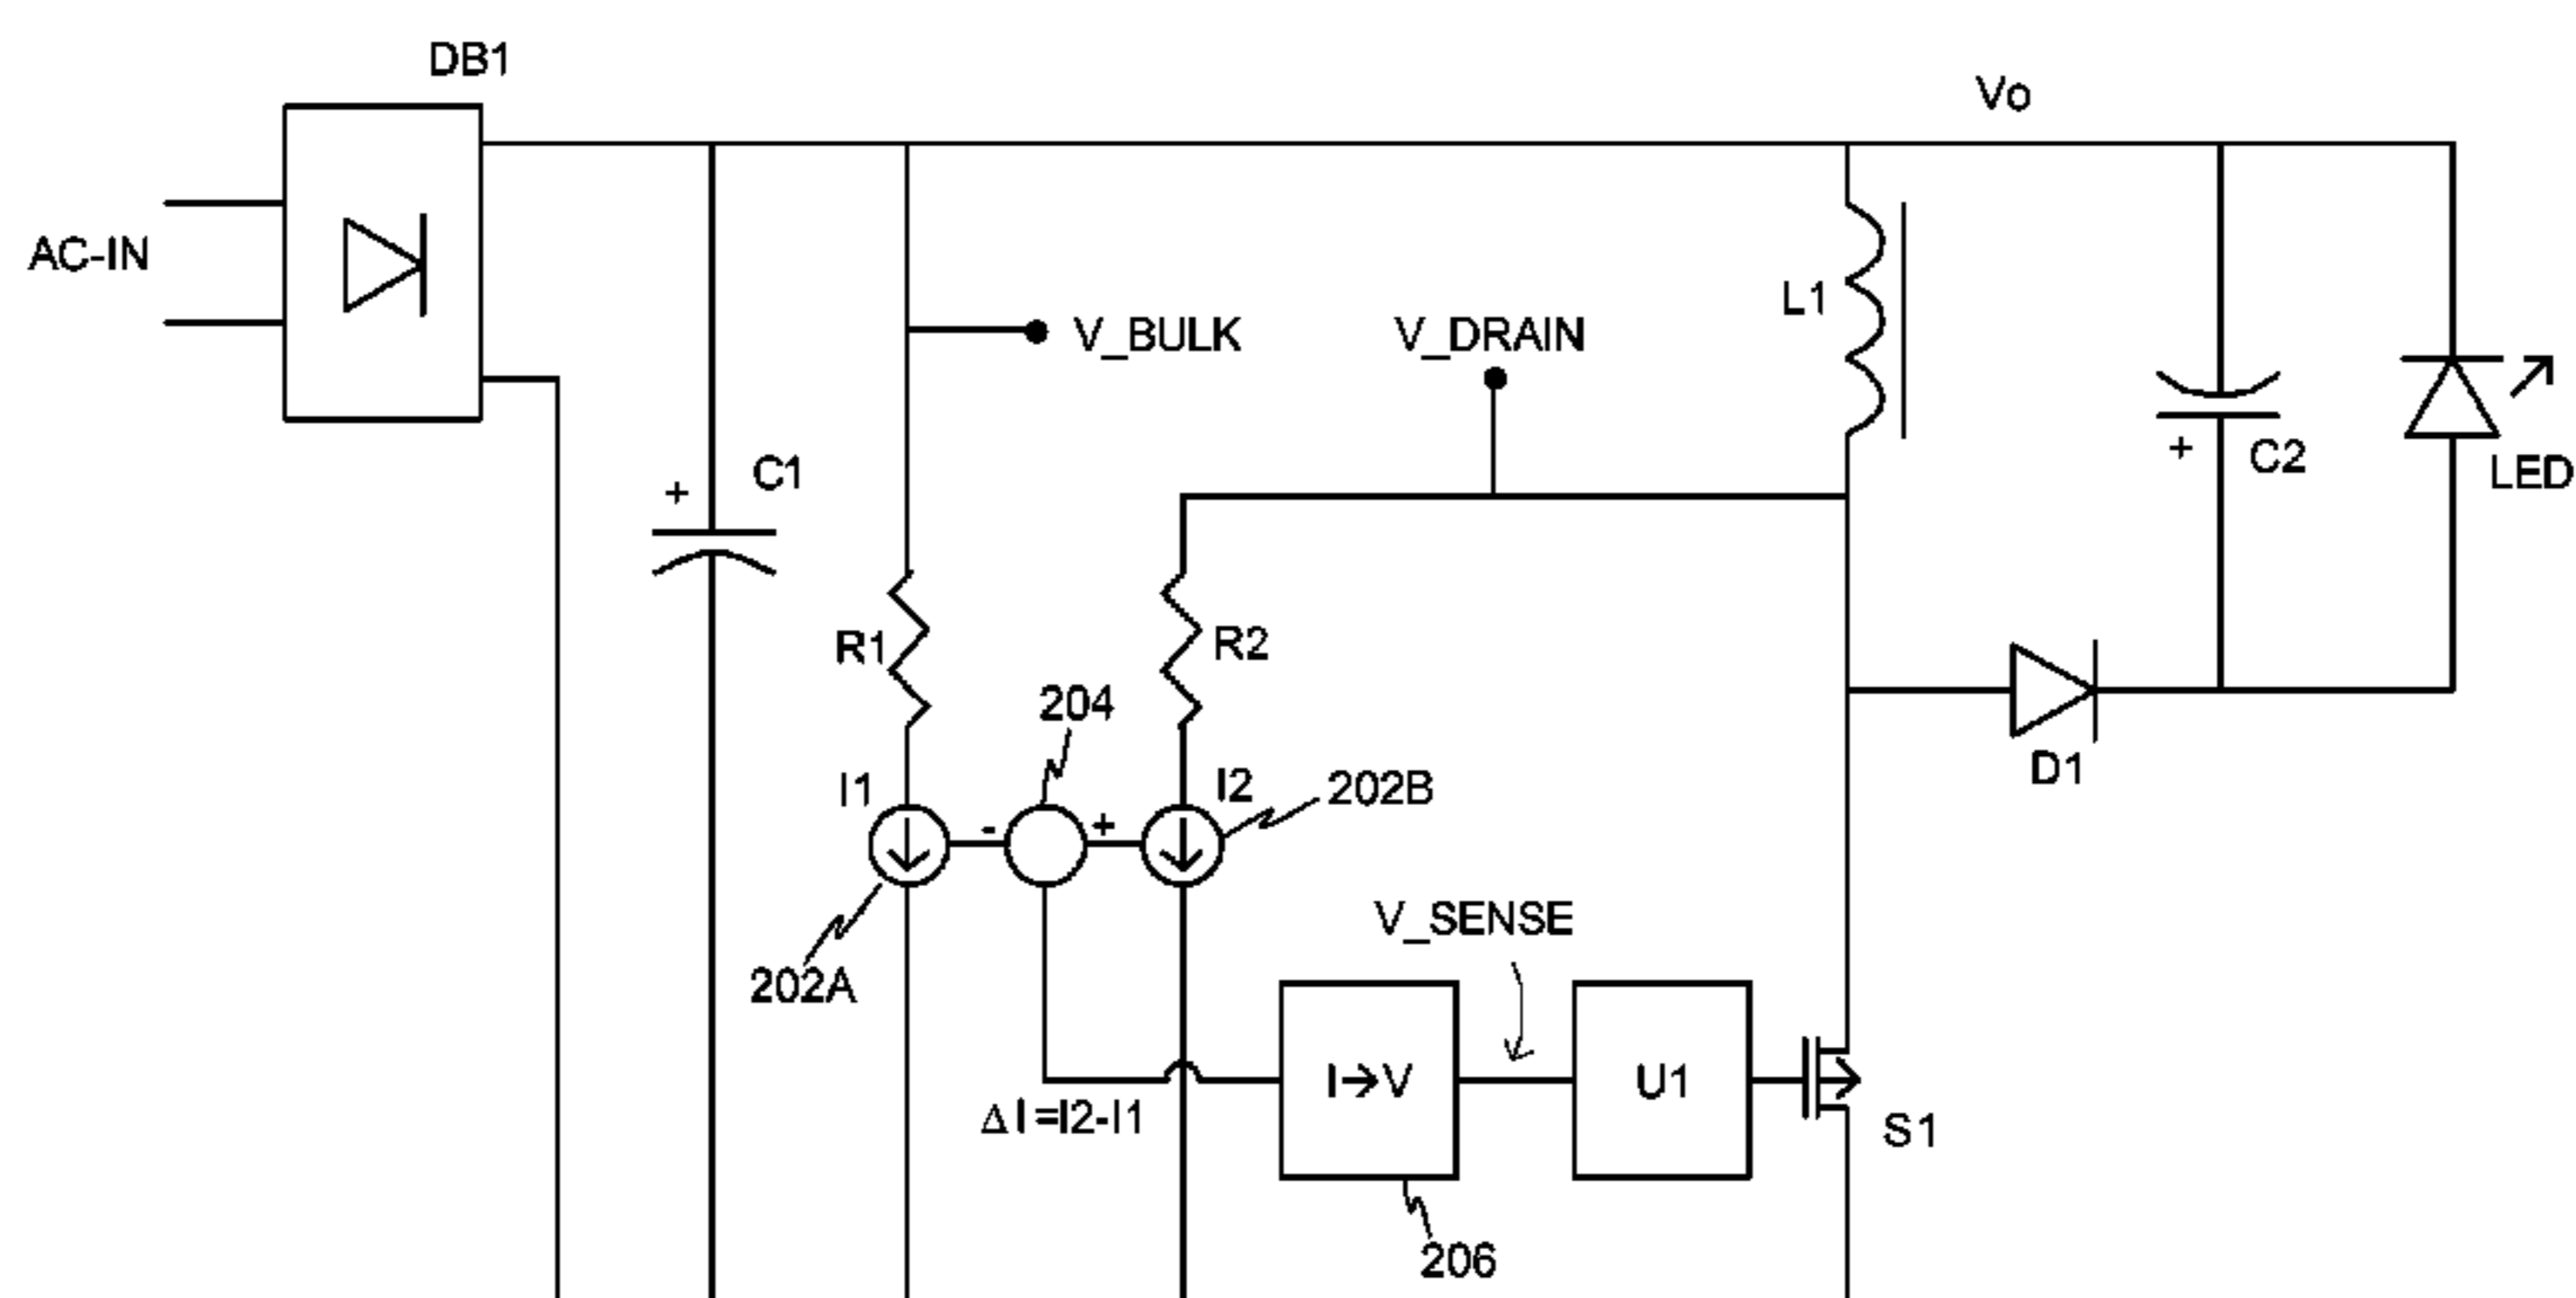 DB1
Vo
AC-IN
V_BULK
V_DRAIN
L1
+
C1
+
C2
LED
R1
R2
204
I1
-
+
I2
202B
D1
202A
V_SENSE
I→V
U1
ΔI=I2-I1
S1
206